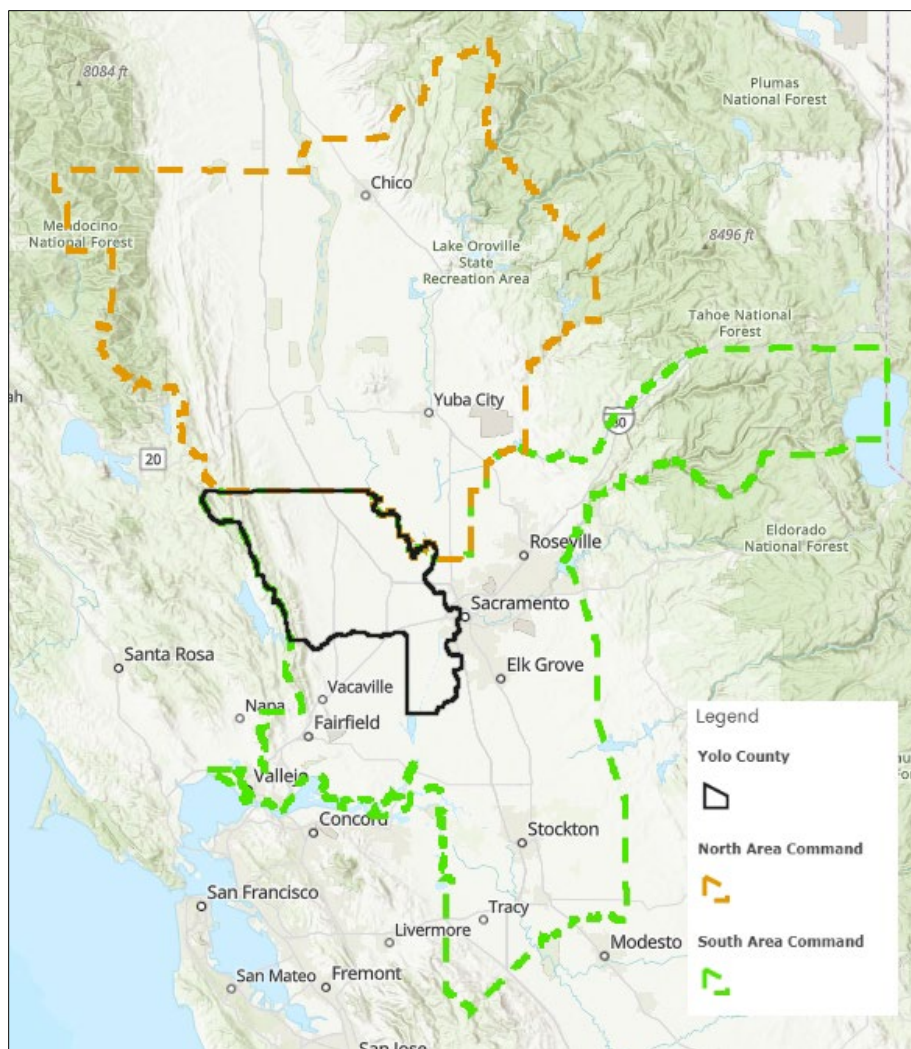 8084 ft
Plumas
National Forest
Chico
Mendocino
National Forest
Lake Oroville
State
Recreation Area
8496 ft
Tahoe National
Forest
Yuba City
80
ah
20
Eldorado
National Forest
Roseville
Sacramento
Santa Rosa
Elk Grove
Vacaville
Napa
Fairfield
Vallejo
Concord
Stockton
San Francisco
Tracy
Livermore
Modesto
San Mateo
Fremont
San Jose
Legend
Yolo County
North Area Command
South Area Command